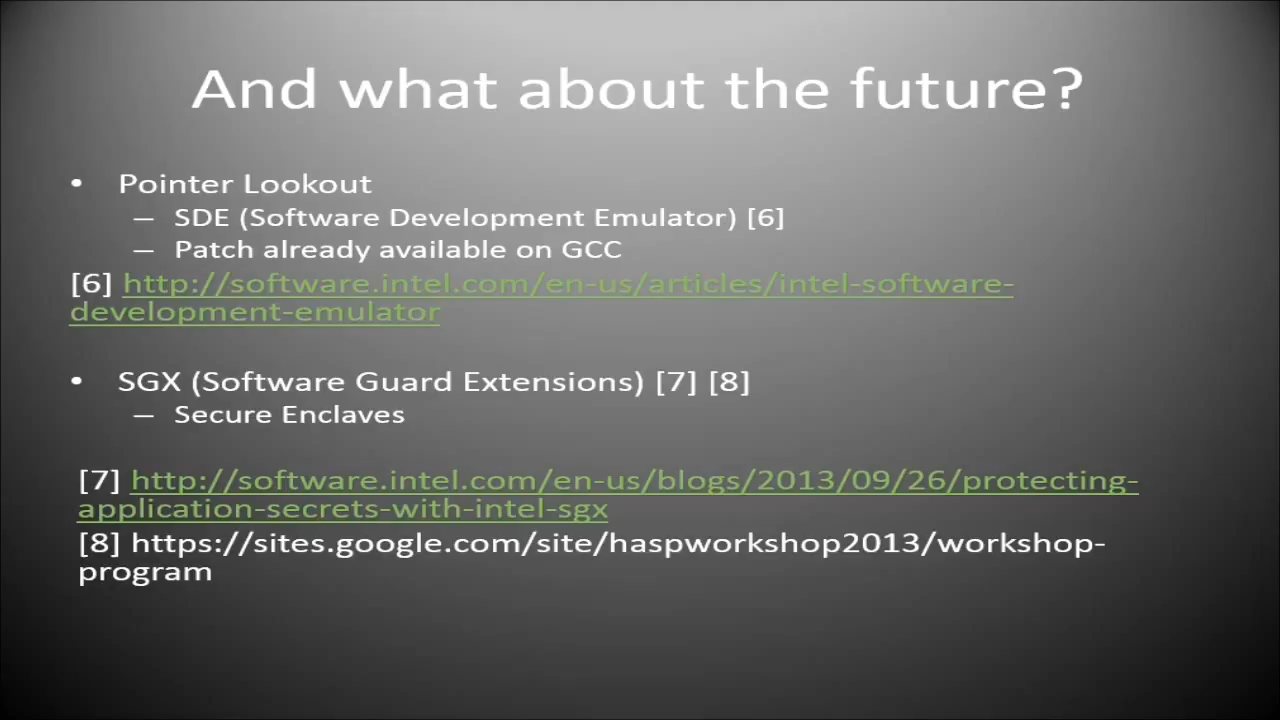 And what about the future?
• Pointer Lookout
— SDE (Software Development Emulator) [6]
— Patch already available on GCC
[6] http://software.intel.com/en-us/articles/intel-software-
development-emulator
• SGX (Software Guard Extensions) [7] [8]
— Secure Enclaves
[7] http://software.intel.com/en-us/blogs/2013/09/26/protecting-
application-secrets-with-intel-sgx
[8] https://sites.google.com/site/haspworkshop2013/workshop-
program